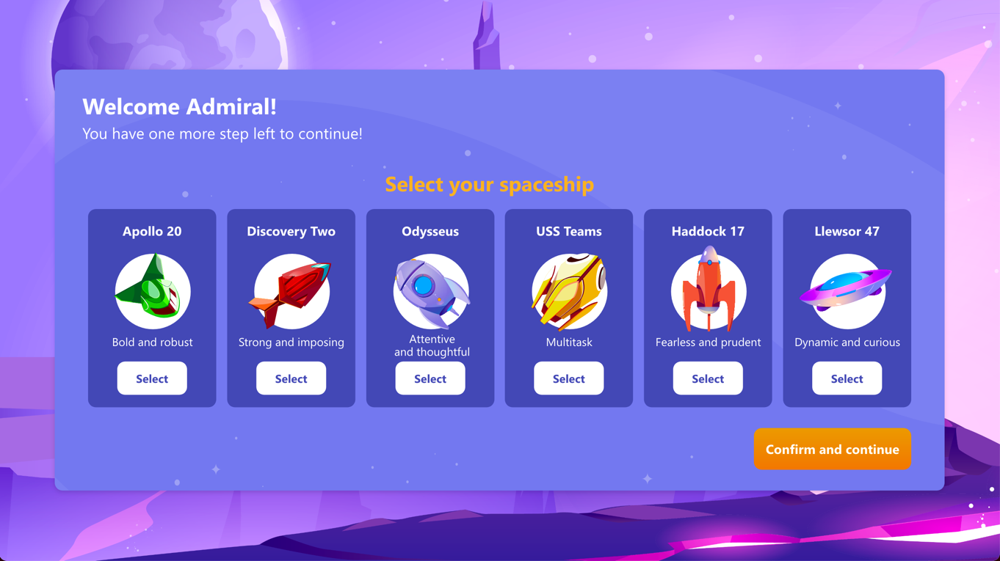 Welcome Admiral!
You have one more step left to continue!
Select your spaceship
Apollo 20
Bold and robust
Select
Discovery Two
Strong and imposing
Select
Odysseus
Attentive
and thoughtful
Select
USS Teams
Multitask
Select
Haddock 17
Fearless and prudent
Select
Llewsor 47
Dynamic and curious
Select
Confirm and continue